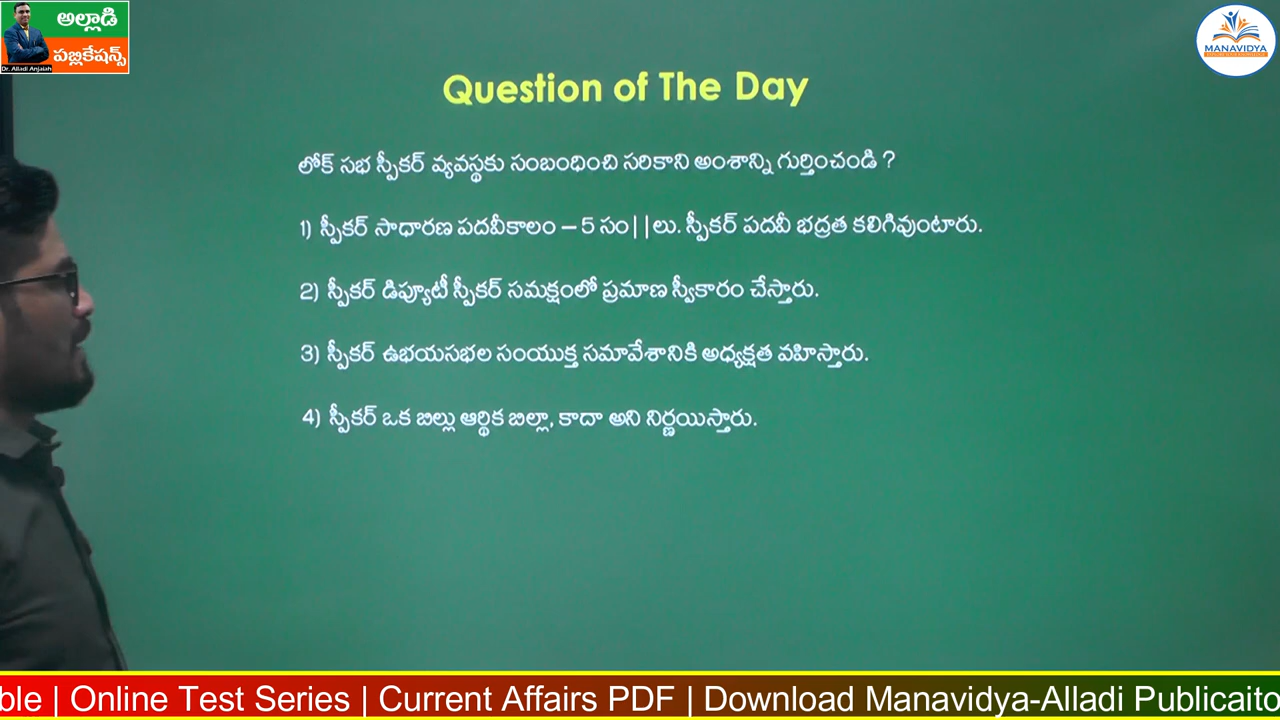 అల్లాడి
పబ్లికేషన్స్
Dr. Alladi Anjaiah
MANAVIDYA
Question of The Day
లోక్ సభ స్పీకర్ వ్యవస్థకు సంబంధించి సరికాని అంశాన్ని గుర్తించండి ?
1) స్పీకర్ సాధారణ పదవీకాలం – 5 సం||లు. స్పీకర్ పదవీ భద్రత కలిగివుంటారు.
2) స్పీకర్ డిప్యూటీ స్పీకర్ సమక్షంలో ప్రమాణ స్వీకారం చేస్తారు.
3) స్పీకర్ ఉభయసభల సంయుక్త సమావేశానికి అధ్యక్షత వహిస్తారు.
4) స్పీకర్ ఒక బిల్లు ఆర్థిక బిల్లా, కాదా అని నిర్ణయిస్తారు.
ble | Online Test Series | Current Affairs PDF | Download Manavidya-Alladi Publicaito